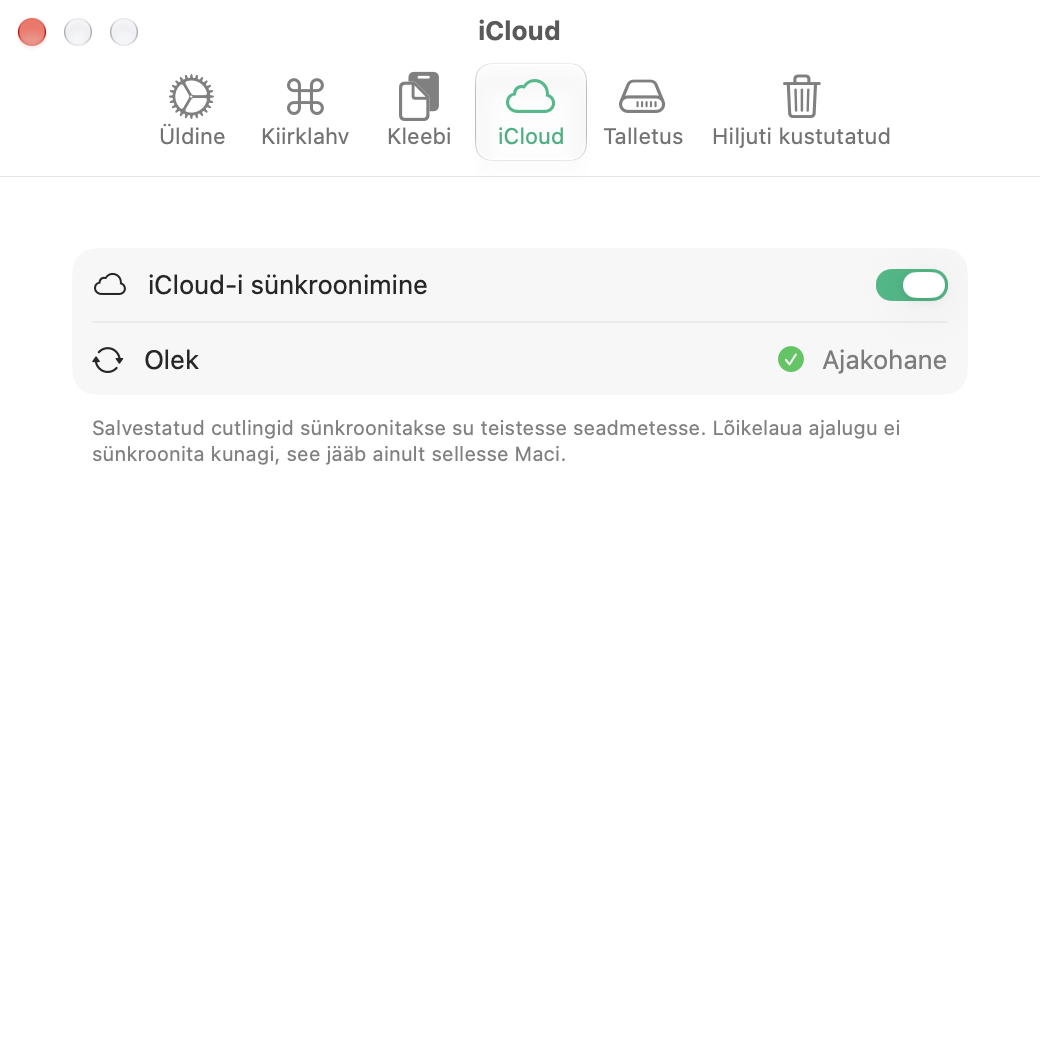 iCloud
Üldine
Kiirklahv
Kleebi
iCloud
Talletus
Hiljuti kustutatud
iCloud-i sünkroonimine
Olek
Ajakohane
Salvestatud cutlingid sünkroonitakse su teistesse seadmetesse. Lõikelaua ajalugu ei
sünkroonita kunagi, see jääb ainult sellesse Maci.